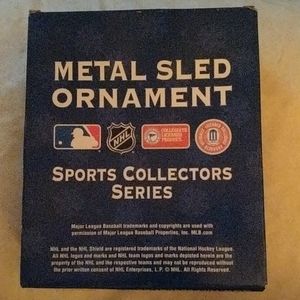 METAL SLED
ORNAMENT
NHL
COLLEGIATE
LICENSED
PRODUCT
SPORTS COLLECTORS
SERIES
Major League Baseball trademarks and copyrights are used with
permission of Major League Baseball Properties, Inc. MLB.com
NHL and the NHL Shield are registered trademarks of the National Hockey League.
All NHL logos and marks and NHL team logos and marks depicted herein are the
property of the NHL and the respective teams and may not be reproduced without
the prior written consent of NHL Enterprises, L.P. © NHL. All Rights Reserved.